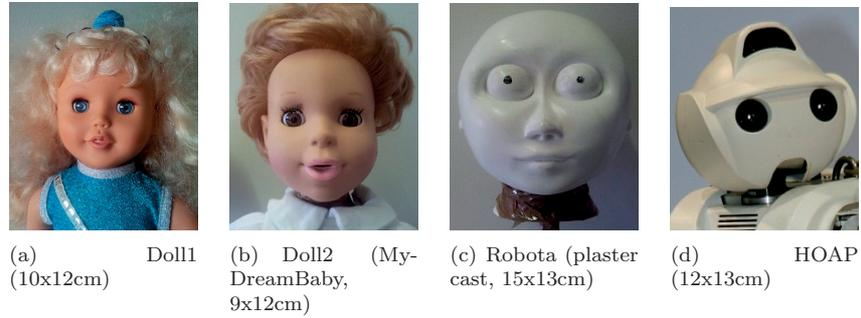 (a) Doll1
(10x12cm)
(b) Doll2 (My-
DreamBaby,
9x12cm)
(c) Robota (plaster
cast, 15x13cm)
(d) HOAP
(12x13cm)